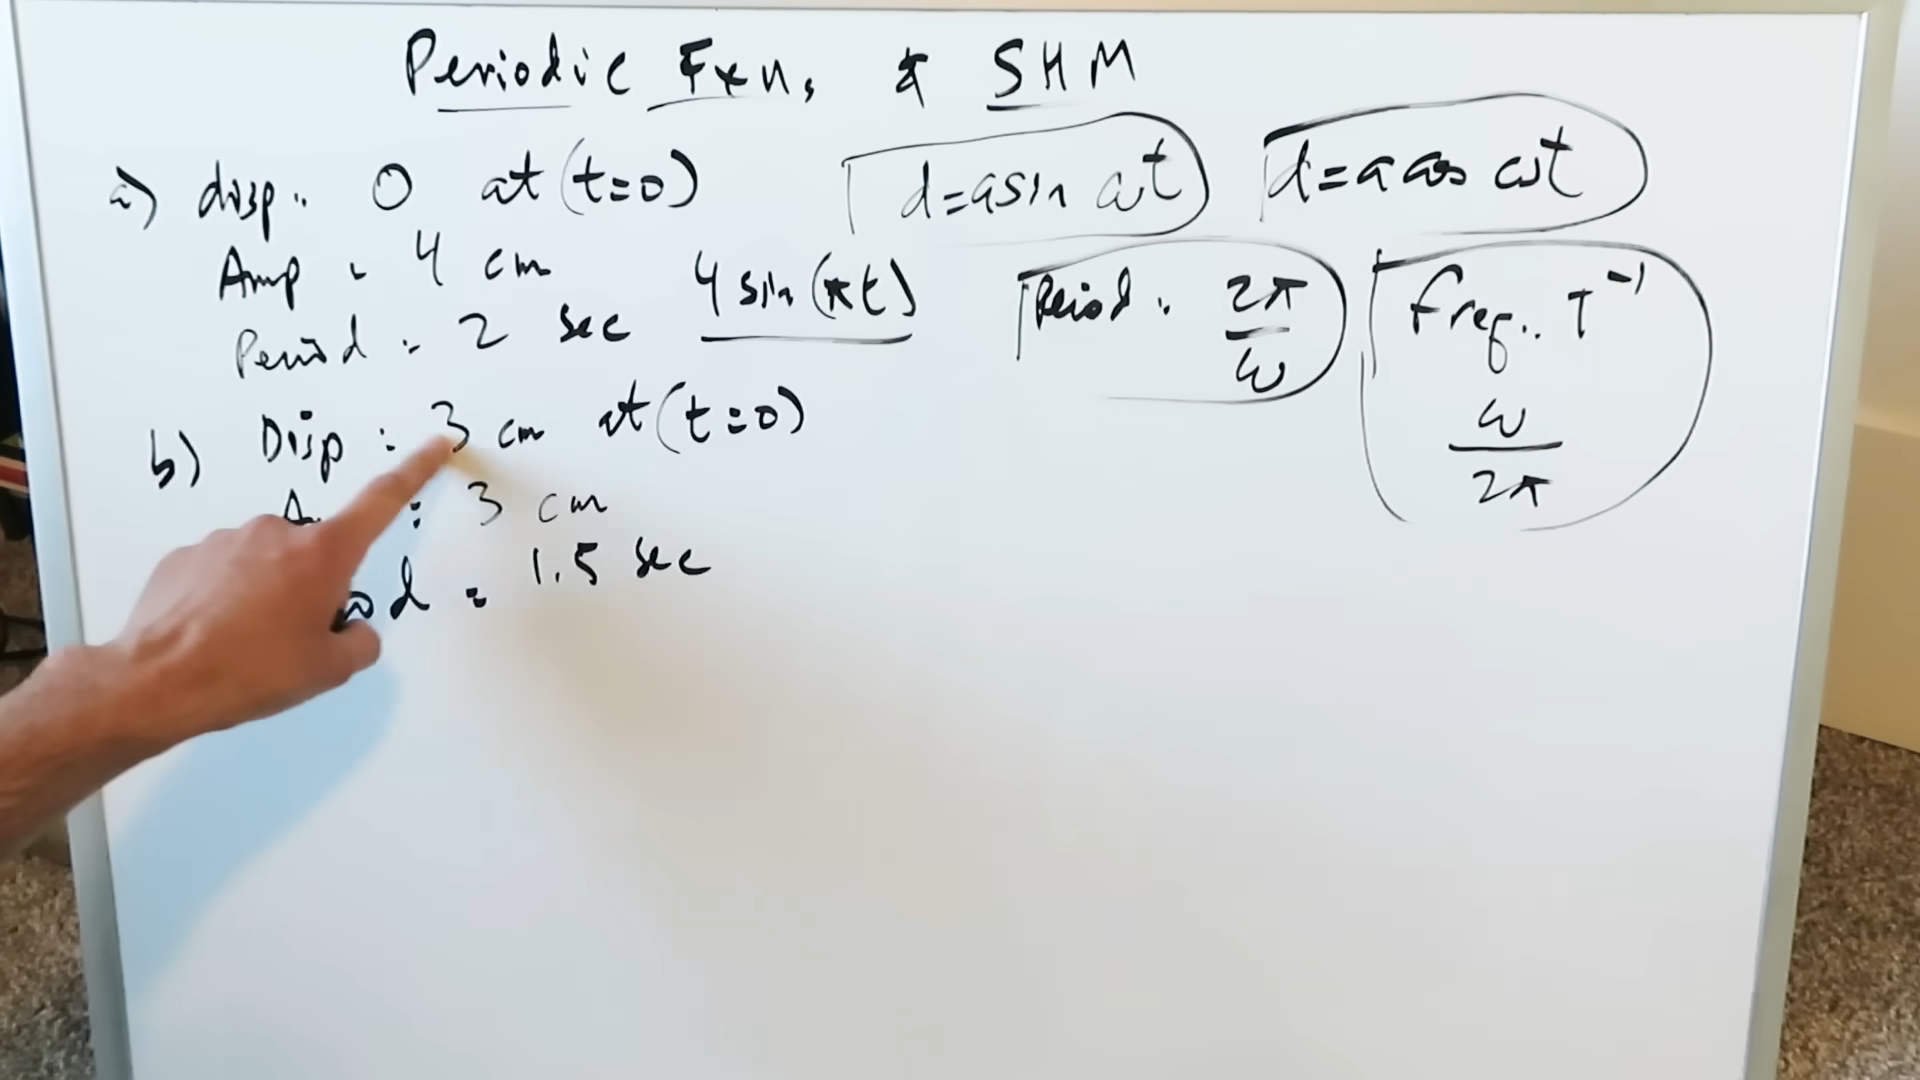 Periodic Fxns & SHM
a) disp: 0 at (t=0)
d=a sin ωt
d=a cos ωt
Amp: 4 cm
Period: 2 sec
4 sin(πt)
Period: 2π/ω
freq: T⁻¹
ω/2π
b) Disp: 3 cm at (t=0)
: 3 cm
: 1.5 sec